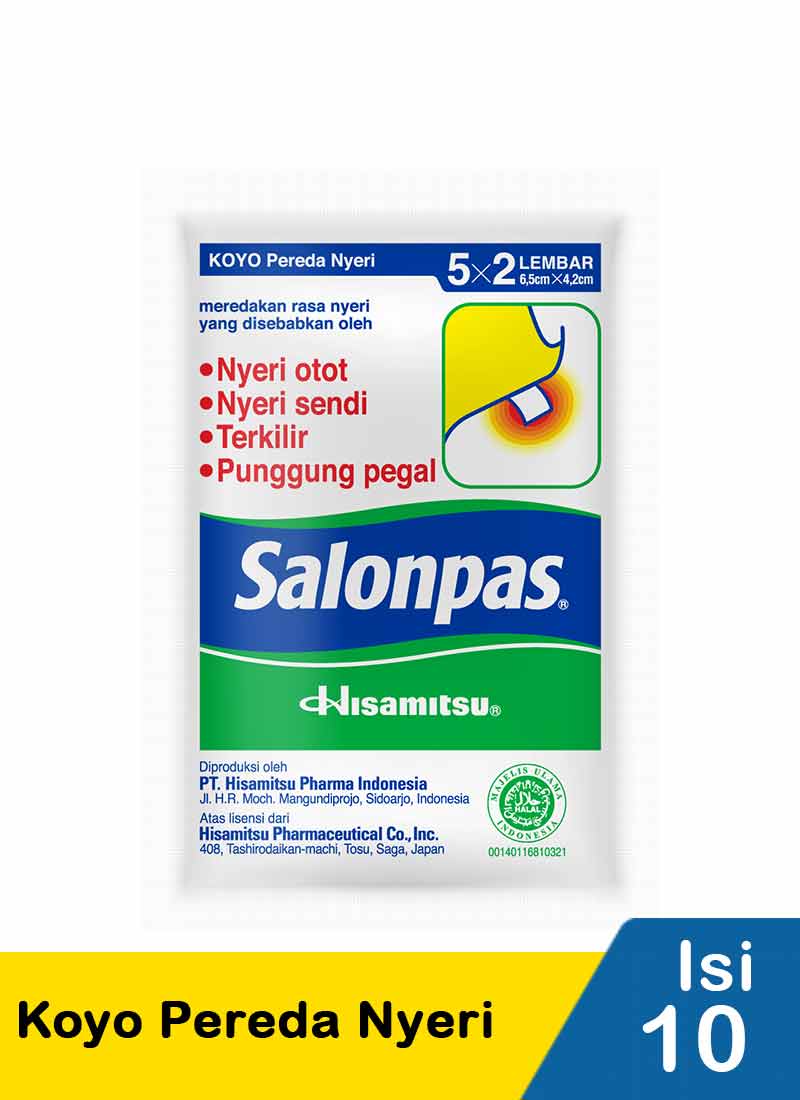 KOYO Pereda Nyeri
5×2 LEMBAR
6,5cm×4,2cm
meredakan rasa nyeri
yang disebabkan oleh
•Nyeri otot
•Nyeri sendi
•Terkilir
•Punggung pegal
Salonpas®
Hisamitsu®
Diproduksi oleh
PT. Hisamitsu Pharma Indonesia
Jl. H.R. Moch. Mangundiprojo, Sidoarjo, Indonesia
Atas lisensi dari
Hisamitsu Pharmaceutical Co., Inc.
408, Tashirodaikan-machi, Tosu, Saga, Japan
MAJELIS ULAMA
حلال
HALAL
INDONESIA
00140116810321
Koyo Pereda Nyeri
Isi
10